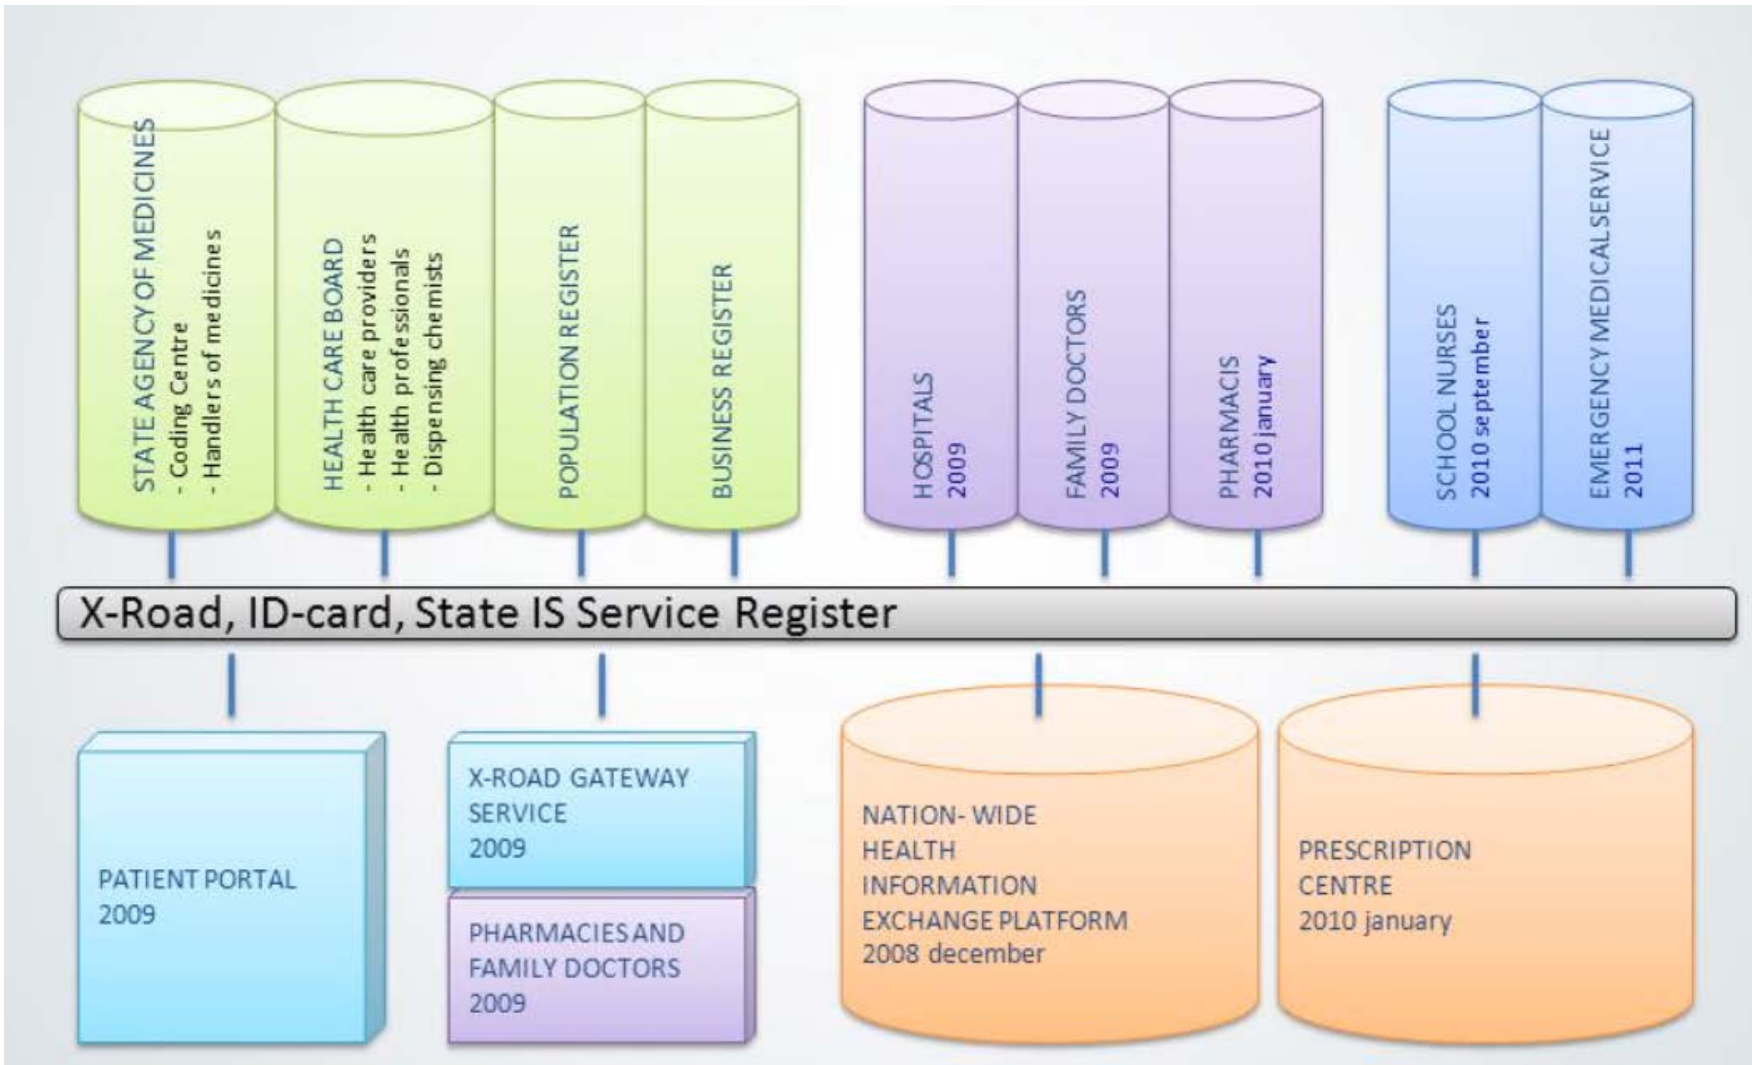 STATE AGENCY OF MEDICINES
- Coding Centre
- Handlers of medicines
HEALTH CARE BOARD
- Health care providers
- Health professionals
- Dispensing chemists
POPULATION REGISTER
BUSINESS REGISTER
HOSPITALS
2009
FAMILY DOCTORS
2009
PHARMACIS
2010 january
SCHOOL NURSES
2010 september
EMERGENCY MEDICAL SERVICE
2011
X-Road, ID-card, State IS Service Register
PATIENT PORTAL
2009
X-ROAD GATEWAY
SERVICE
2009
PHARMACIES AND
FAMILY DOCTORS
2009
NATION- WIDE
HEALTH
INFORMATION
EXCHANGE PLATFORM
2008 december
PRESCRIPTION
CENTRE
2010 january